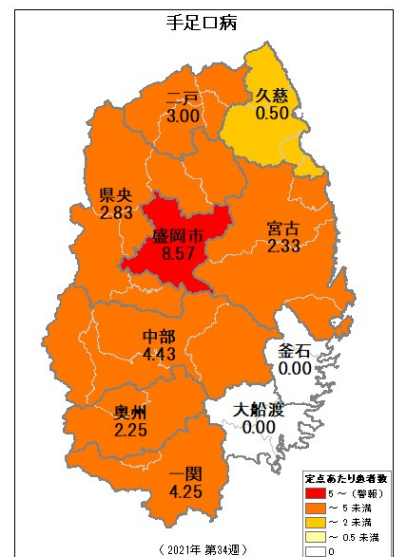 手足口病
二戸
3.00
久慈
0.50
県央
2.83
盛岡市
8.57
宮古
2.33
中部
4.43
釜石
0.00
奥州
2.25
大船渡
0.00
一関
4.25
定点あたり患者数
5 ～ （警報）
～ 5 未満
～ 2 未満
～ 0.5 未満
0
（ 2021年 第34週 ）